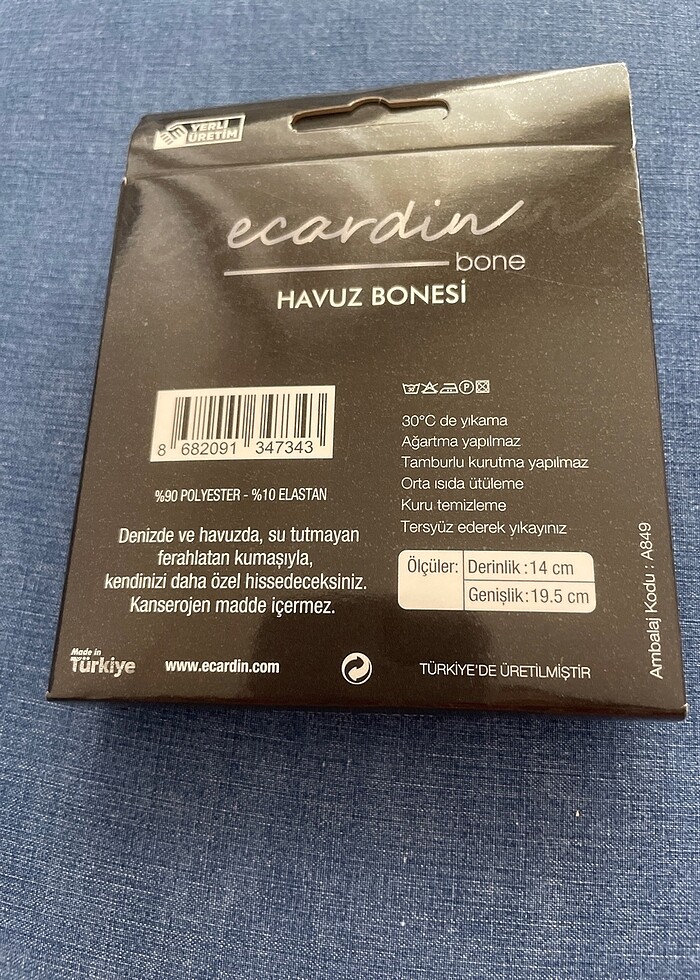 YERLİ
ÜRETİM
ecardin
bone
HAVUZ BONESİ
8 682091 347343
%90 POLYESTER - %10 ELASTAN
Denizde ve havuzda, su tutmayan
ferahlatan kumaşıyla,
kendinizi daha özel hissedeceksiniz.
Kanserojen madde içermez.
30°C de yıkama
Ağartma yapılmaz
Tamburlu kurutma yapılmaz
Orta ısıda ütüleme
Kuru temizleme
Tersyüz ederek yıkayınız
Ölçüler: Derinlik : 14 cm
Genişlik : 19.5 cm
Ambalaj Kodu : A849
Made in
Türkiye
www.ecardin.com
TÜRKİYE'DE ÜRETİLMİŞTİR